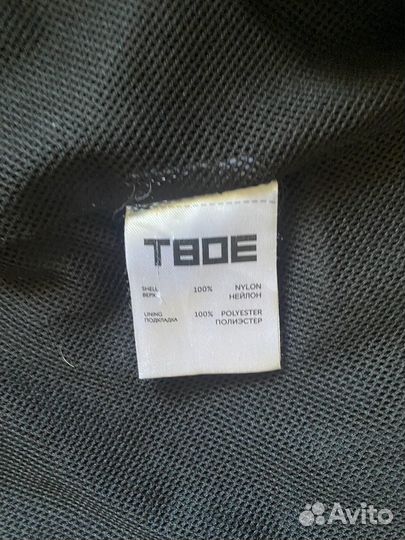 ТВОЕ
SHELL 100% NYLON
ВЕРХ НЕЙЛОН
LINING 100% POLYESTER
ПОДКЛАДКА ПОЛИЭСТЕР
Avito